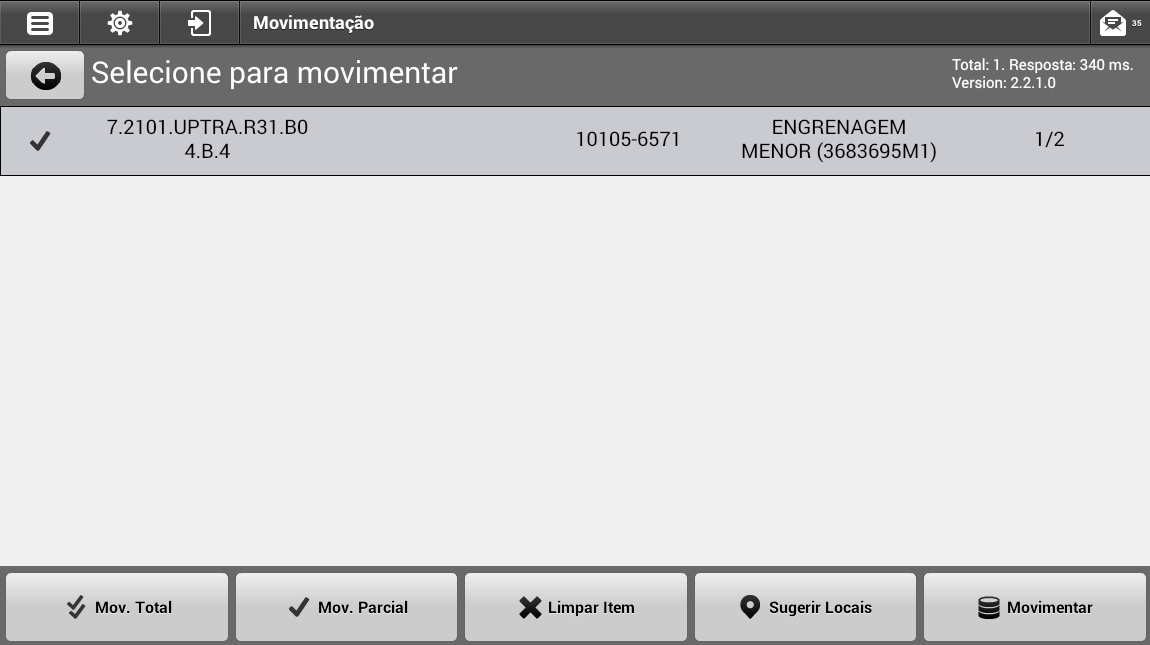 Movimentação
35
Selecione para movimentar
Total: 1. Resposta: 340 ms.
Version: 2.2.1.0
7.2101.UPTRA.R31.B0
4.B.4
10105-6571
ENGRENAGEM
MENOR (3683695M1)
1/2
Mov. Total
Mov. Parcial
Limpar Item
Sugerir Locais
Movimentar